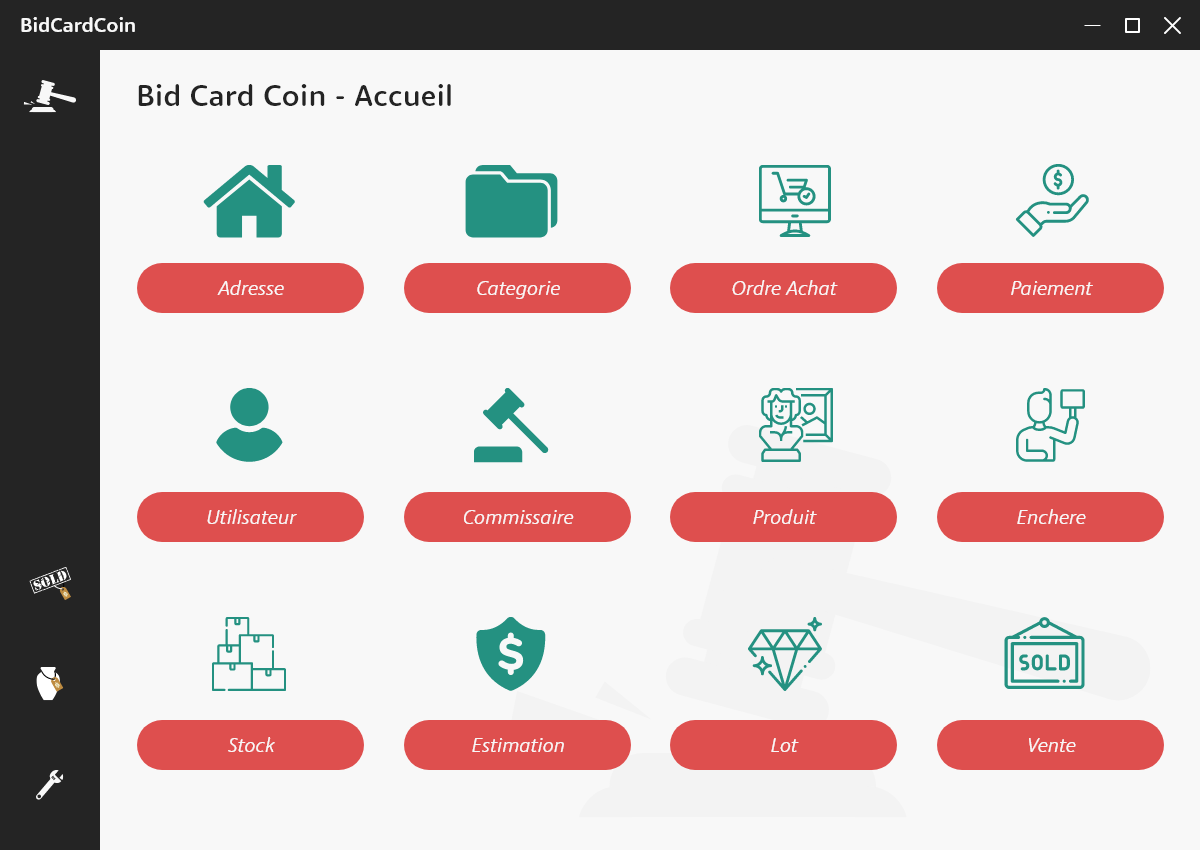 BidCardCoin
Bid Card Coin - Accueil
Adresse
Categorie
Ordre Achat
Paiement
Utilisateur
Commissaire
Produit
Enchere
SOLD
$
SOLD
Stock
Estimation
Lot
Vente